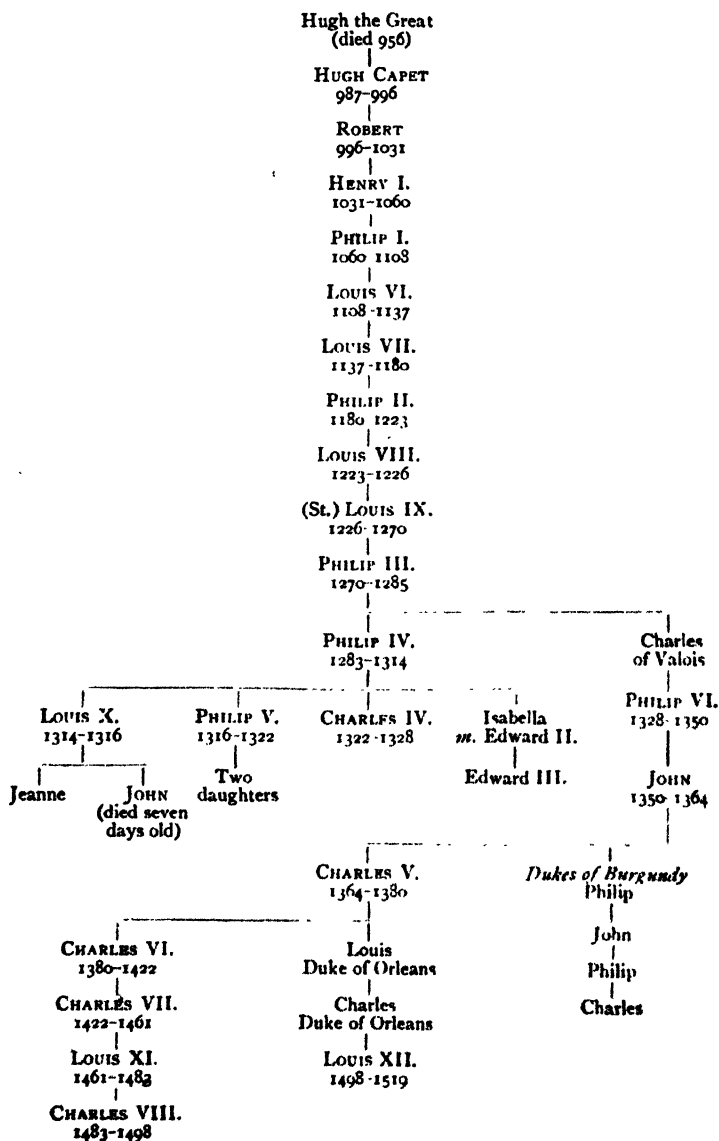 Hugh the Great
(died 956)
HUGH CAPET
987-996
ROBERT
996-1031
HENRY I.
1031-1060
PHILIP I.
1060 1108
LOUIS VI.
1108-1137
LOUIS VII.
1137-1180
PHILIP II.
1180 1223
LOUIS VIII.
1223-1226
(St.) LOUIS IX.
1226-1270
PHILIP III.
1270-1285
PHILIP IV.
1283-1314
Charles
of Valois
LOUIS X.
1314-1316
PHILIP V.
1316-1322
CHARLES IV.
1322-1328
Isabella
m. Edward II.
PHILIP VI.
1328-1350
Jeanne
JOHN
(died seven
days old)
Two
daughters
Edward III.
JOHN
1350-1364
CHARLES V.
1364-1380
Dukes of Burgundy
Philip
CHARLES VI.
1380-1422
Louis
Duke of Orleans
John
Philip
CHARLES VII.
1422-1461
Charles
Duke of Orleans
Charles
LOUIS XI.
1461-1483
LOUIS XII.
1498-1519
CHARLES VIII.
1483-1498